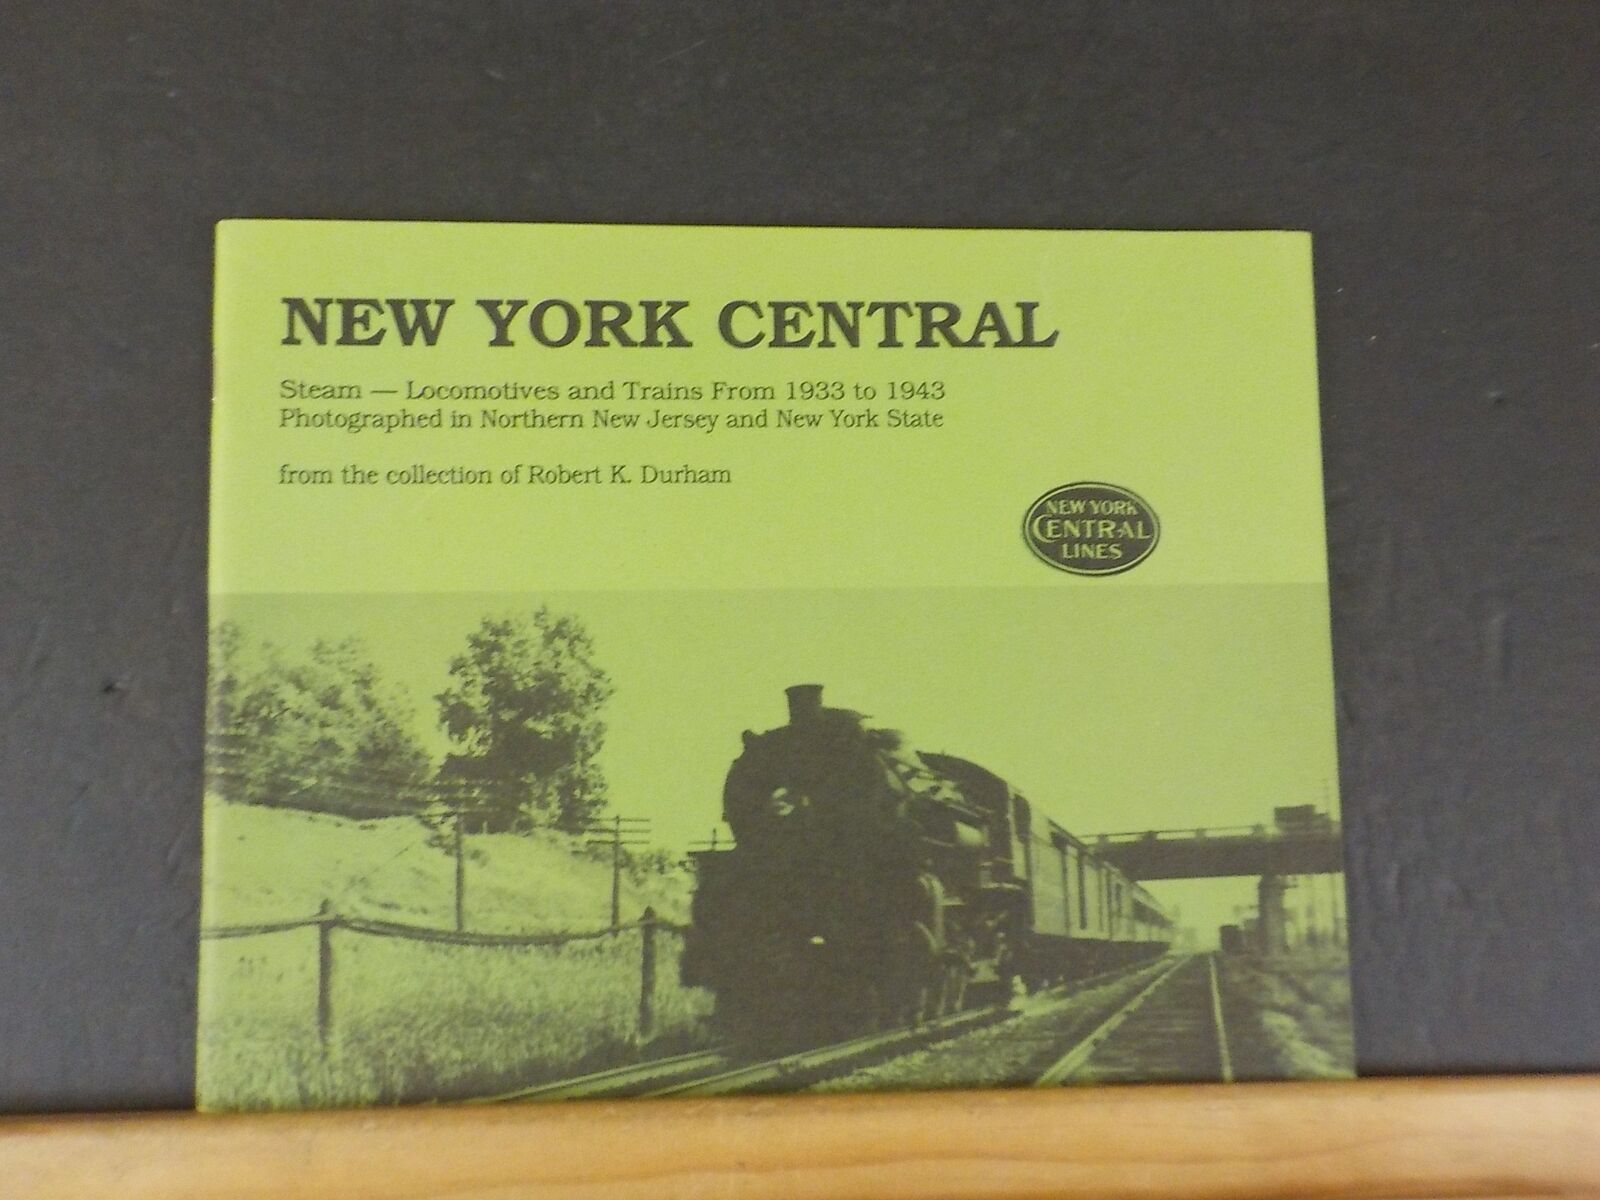 NEW YORK CENTRAL
Steam — Locomotives and Trains From 1933 to 1943
Photographed in Northern New Jersey and New York State
from the collection of Robert K. Durham
NEW YORK
CENTRAL
LINES